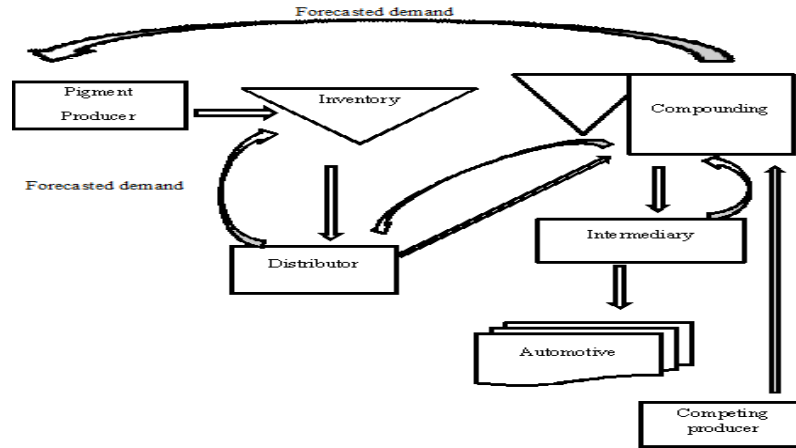 Forecasted demand
Pigment
Producer
Inventory
Compounding
Forecasted demand
Distributor
Intermediary
Automotive
Competing
producer